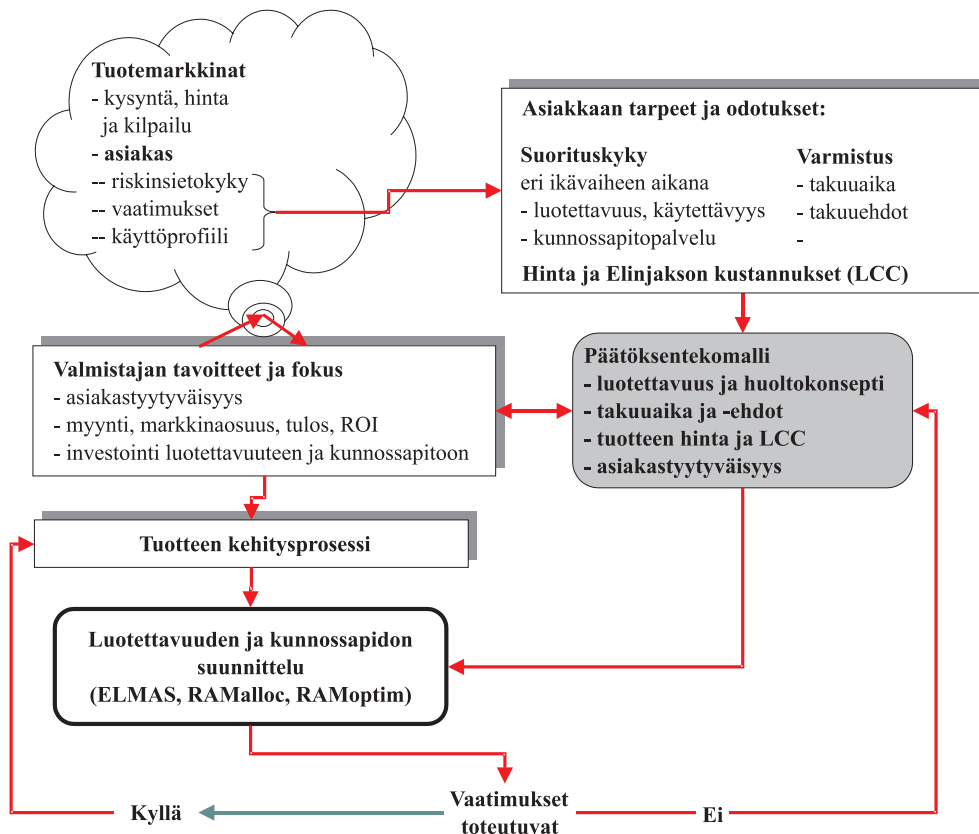 Tuotemarkkinat
- kysyntä, hinta
ja kilpailu
- asiakas
-- riskinsietokyky
-- vaatimukset
-- käyttöprofiili
Asiakkaan tarpeet ja odotukset:
Suorituskyky
eri ikävaiheen aikana
- luotettavuus, käytettävyys
- kunnossapitopalvelu
Varmistus
- takuuaika
- takuuehdot
-
Hinta ja Elinjakson kustannukset (LCC)
Valmistajan tavoitteet ja fokus
- asiakastyytyväisyys
- myynti, markkinaosuus, tulos, ROI
- investointi luotettavuuteen ja kunnossapitoon
Päätöksentekomalli
- luotettavuus ja huoltokonsepti
- takuuaika ja -ehdot
- tuotteen hinta ja LCC
- asiakastyytyväisyys
Tuotteen kehitysprosessi
Luotettavuuden ja kunnossapidon
suunnittelu
(ELMAS, RAMalloc, RAMoptim)
Kyllä
Vaatimukset
toteutuvat
Ei